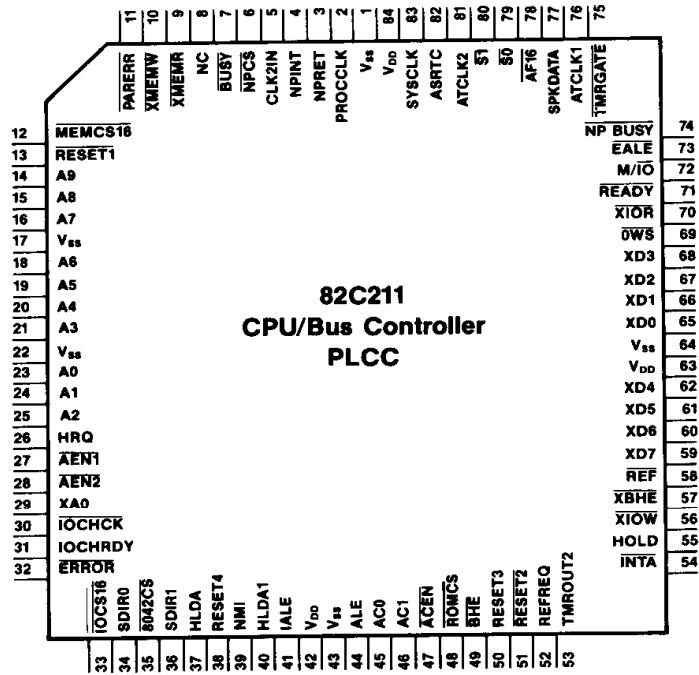 11 10 9 8 7 6 5 4 3 2 1 84 83 82 81 80 79 78 77 76 75
PARERR XMEMW XMEMR NC BUSY NPCS CLK2IN NPINT NPRET PROCCLK Vss VDD SYSCLK ASRTC ATCLK2 S1 S0 AF16 SPKDATA ATCLK1 TMRGATE
12 MEMCS16
13 RESET1
14 A9
15 A8
16 A7
17 Vss
18 A6
19 A5
20 A4
21 A3
22 Vss
23 A0
24 A1
25 A2
26 HRQ
27 AEN1
28 AEN2
29 XA0
30 IOCHCK
31 IOCHRDY
32 ERROR
82C211
CPU/Bus Controller
PLCC
NP BUSY 74
EALE 73
M/IO 72
READY 71
XIOR 70
0WS 69
XD3 68
XD2 67
XD1 66
XD0 65
Vss 64
VDD 63
XD4 62
XD5 61
XD6 60
XD7 59
REF 58
XBHE 57
XIOW 56
HOLD 55
INTA 54
IOCS16 SDIR0 8042CS SDIR1 HLDA RESET4 NMI HLDA1 IALE VDD Vss ALE AC0 AC1 ACEN ROMCS BHE RESET3 RESET2 REFREQ TMROUT2
33 34 35 36 37 38 39 40 41 42 43 44 45 46 47 48 49 50 51 52 53